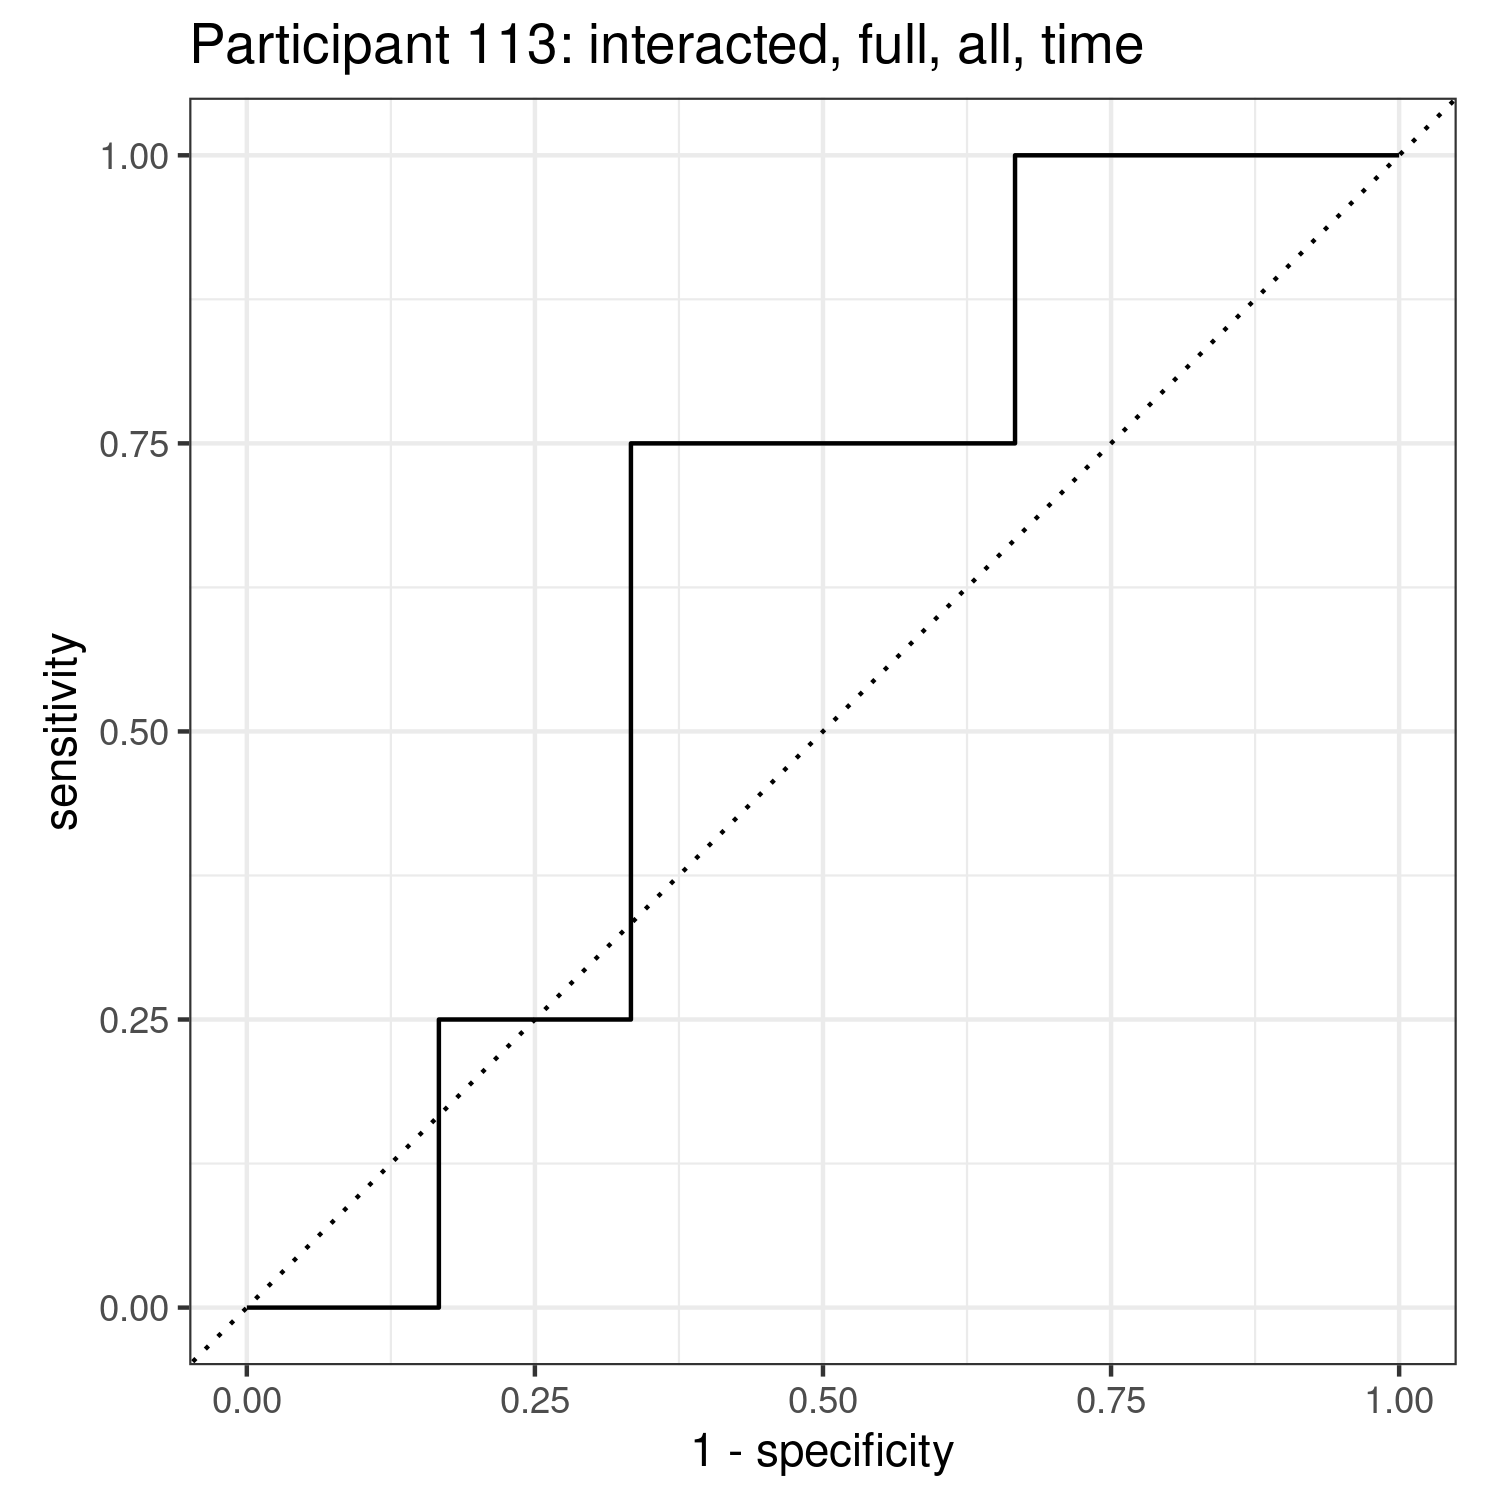 Participant 113: interacted, full, all, time
1.00
0.75
0.50
0.25
0.00
sensitivity
0.00 0.25 0.50 0.75 1.00
1 - specificity